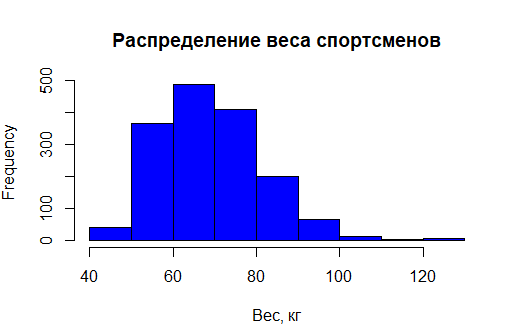 Распределение веса спортсменов
Frequency
500
300
100
0
40 60 80 100 120
Вес, кг